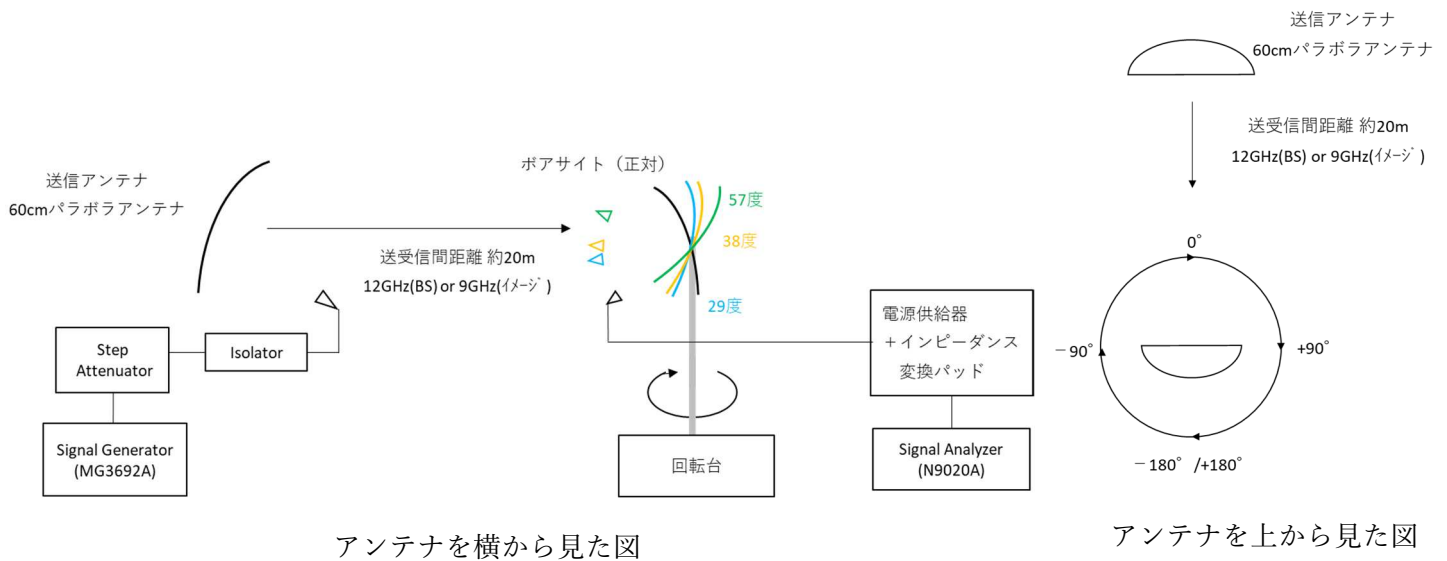 送信アンテナ
60cmパラボラアンテナ
Step
Attenuator
Isolator
Signal Generator
(MG3692A)
ボアサイト（正対）
送受信間距離 約20m
12GHz(BS) or 9GHz(ｲﾒｰｼﾞ)
57度
38度
29度
回転台
電源供給器
＋インピーダンス
変換パッド
Signal Analyzer
(N9020A)
アンテナを横から見た図
送信アンテナ
60cmパラボラアンテナ
送受信間距離 約20m
12GHz(BS) or 9GHz(ｲﾒｰｼﾞ)
0°
－90°
+90°
－180° /+180°
アンテナを上から見た図